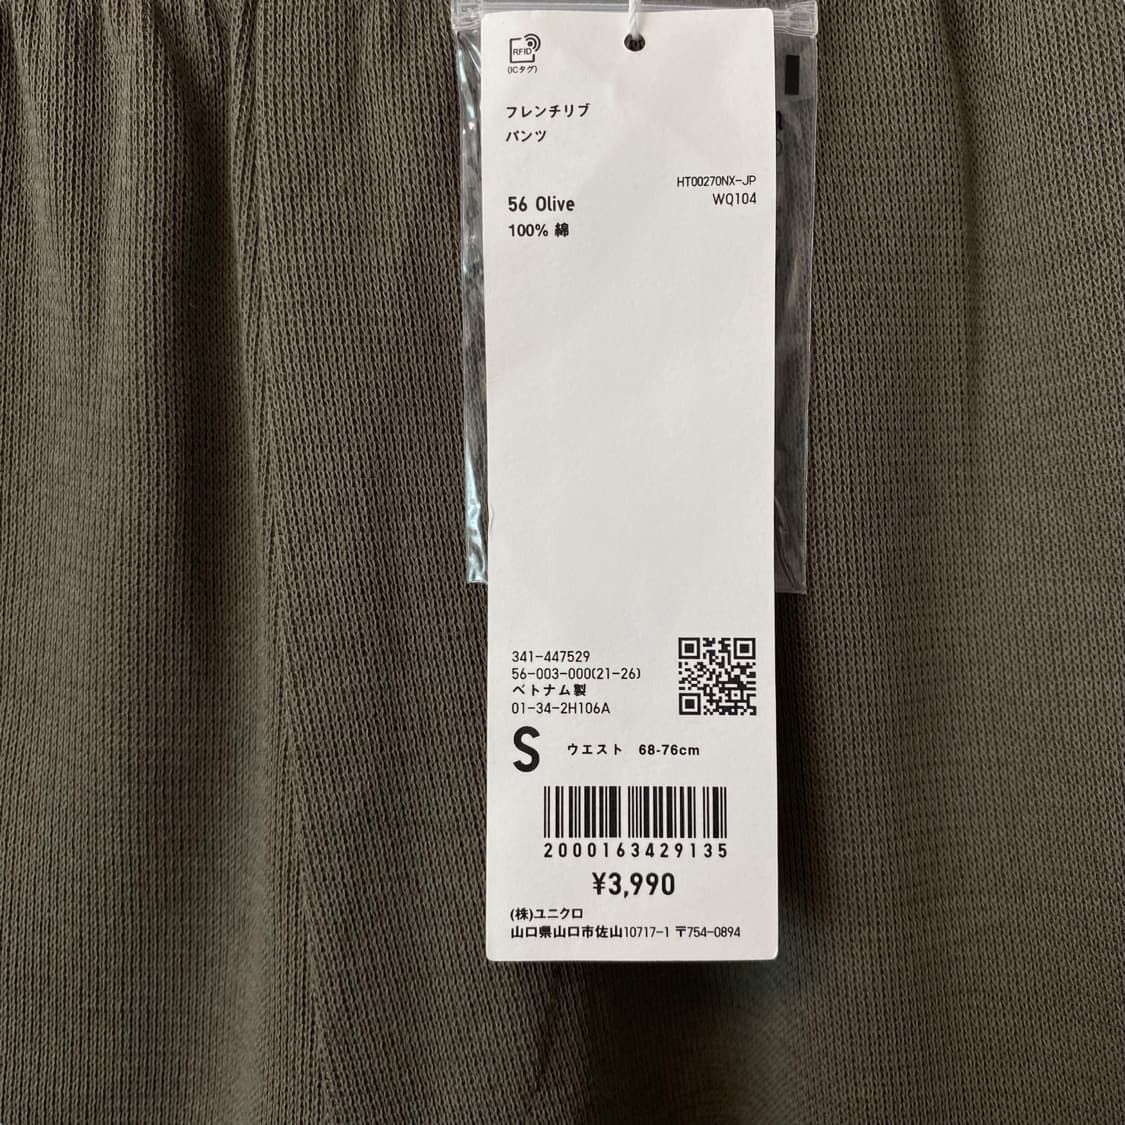 RFID
(ICタグ)
フレンチリブ
パンツ
HT00270NX-JP
56 Olive
WQ104
100% 綿
341-447529
56-003-000(21-26)
ベトナム製
01-34-2H106A
S ウエスト 68-76cm
2000163429135
¥3,990
(株)ユニクロ
山口県山口市佐山10717-1 〒754-0894